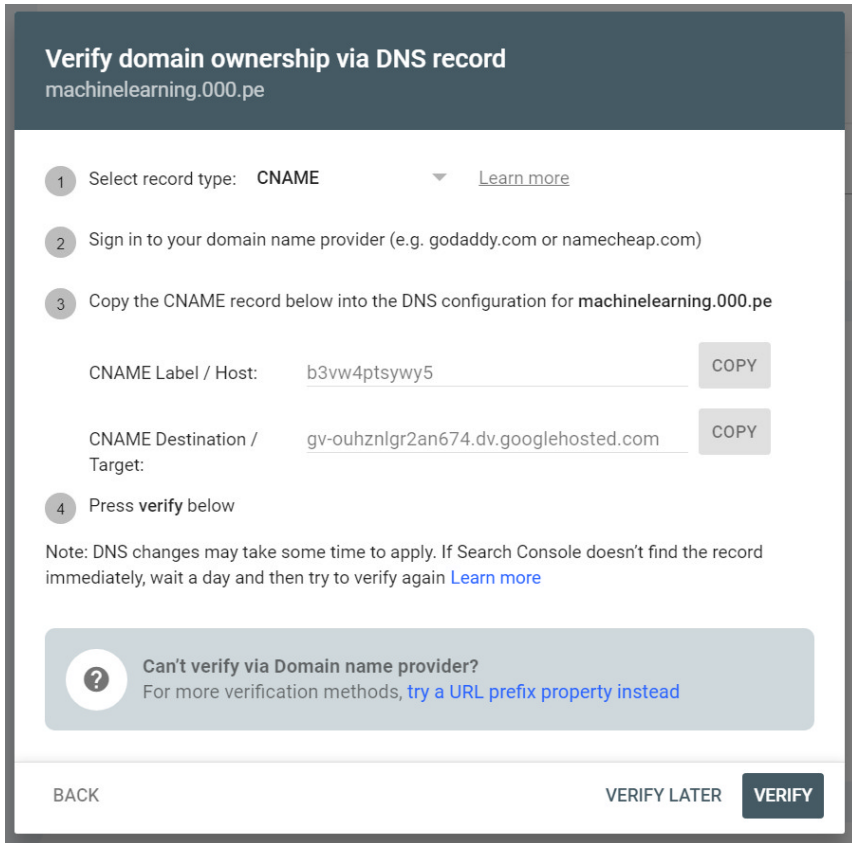 Verify domain ownership via DNS record
machinelearning.000.pe
1 Select record type: CNAME Learn more
2 Sign in to your domain name provider (e.g. godaddy.com or namecheap.com)
3 Copy the CNAME record below into the DNS configuration for machinelearning.000.pe
CNAME Label / Host: b3vw4ptsywy5 COPY
CNAME Destination / gv-ouhznlgr2an674.dv.googlehosted.com COPY
Target:
4 Press verify below
Note: DNS changes may take some time to apply. If Search Console doesn't find the record
immediately, wait a day and then try to verify again Learn more
? Can't verify via Domain name provider?
For more verification methods, try a URL prefix property instead
BACK VERIFY LATER VERIFY